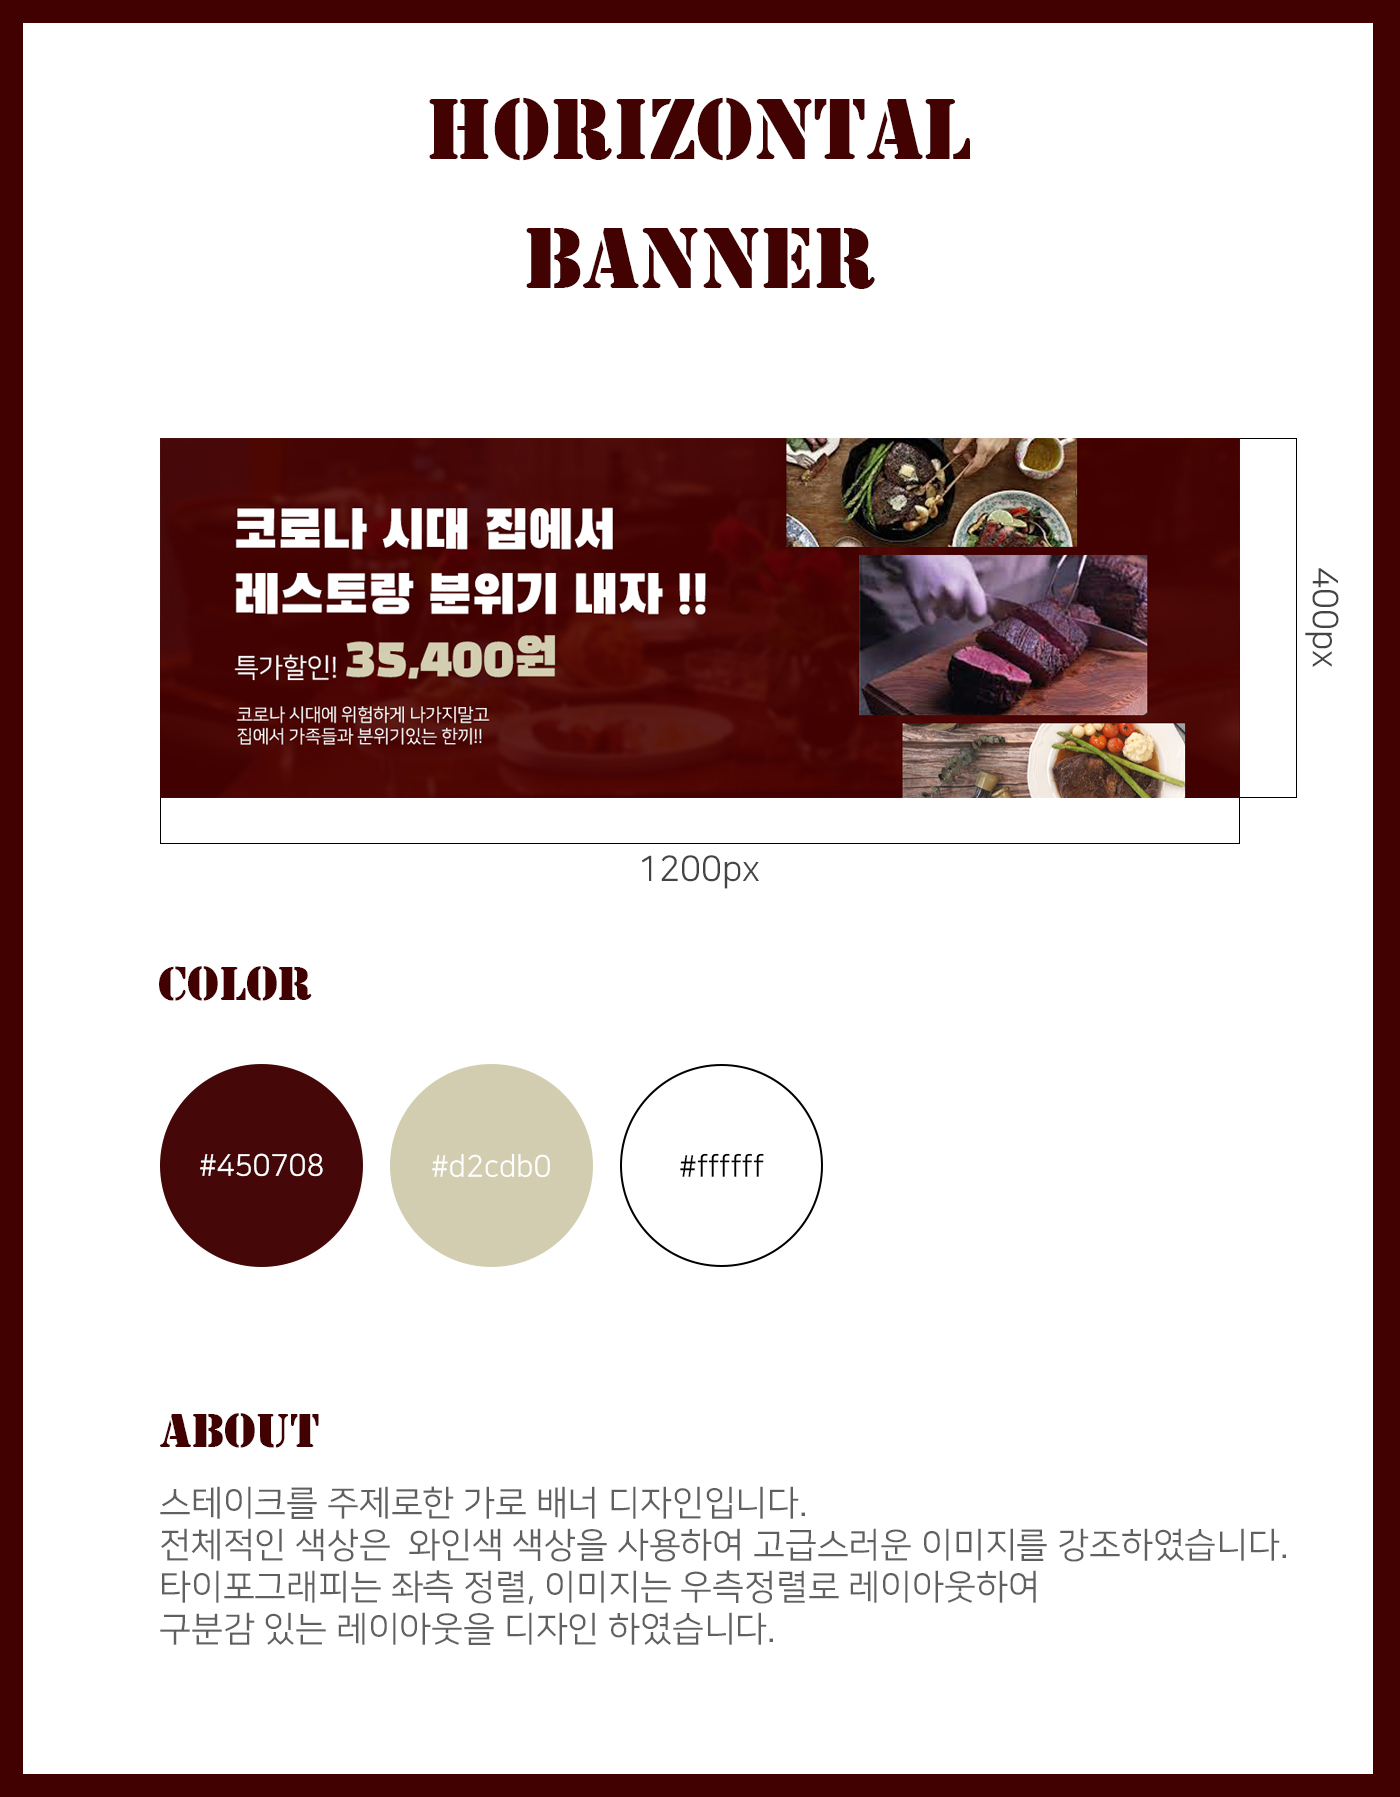 HORIZONTAL
BANNER
코로나 시대 집에서
레스토랑 분위기 내자 !!
특가할인! 35,400원
코로나 시대에 위험하게 나가지말고
집에서 가족들과 분위기있는 한끼!!
400px
1200px
COLOR
#450708
#d2cdb0
#ffffff
ABOUT
스테이크를 주제로한 가로 배너 디자인입니다.
전체적인 색상은  와인색 색상을 사용하여 고급스러운 이미지를 강조하였습니다.
타이포그래피는 좌측 정렬, 이미지는 우측정렬로 레이아웃하여
구분감 있는 레이아웃을 디자인 하였습니다.